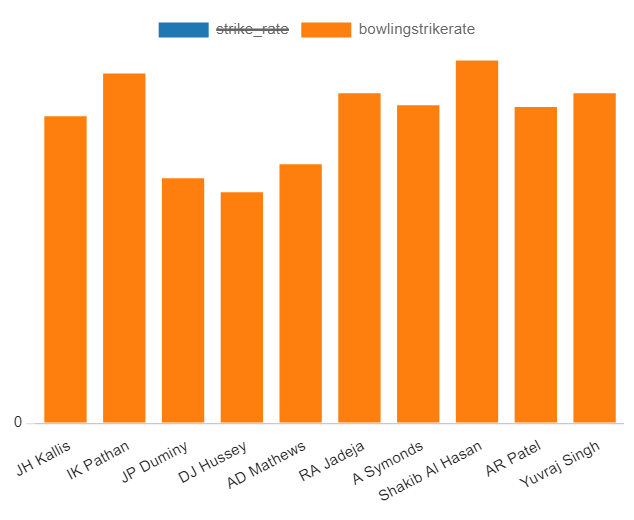 strike_rate bowlingstrikerate
0
JH Kallis
IK Pathan
JP Duminy
DJ Hussey
AD Mathews
RA Jadeja
A Symonds
Shakib Al Hasan
AR Patel
Yuvraj Singh